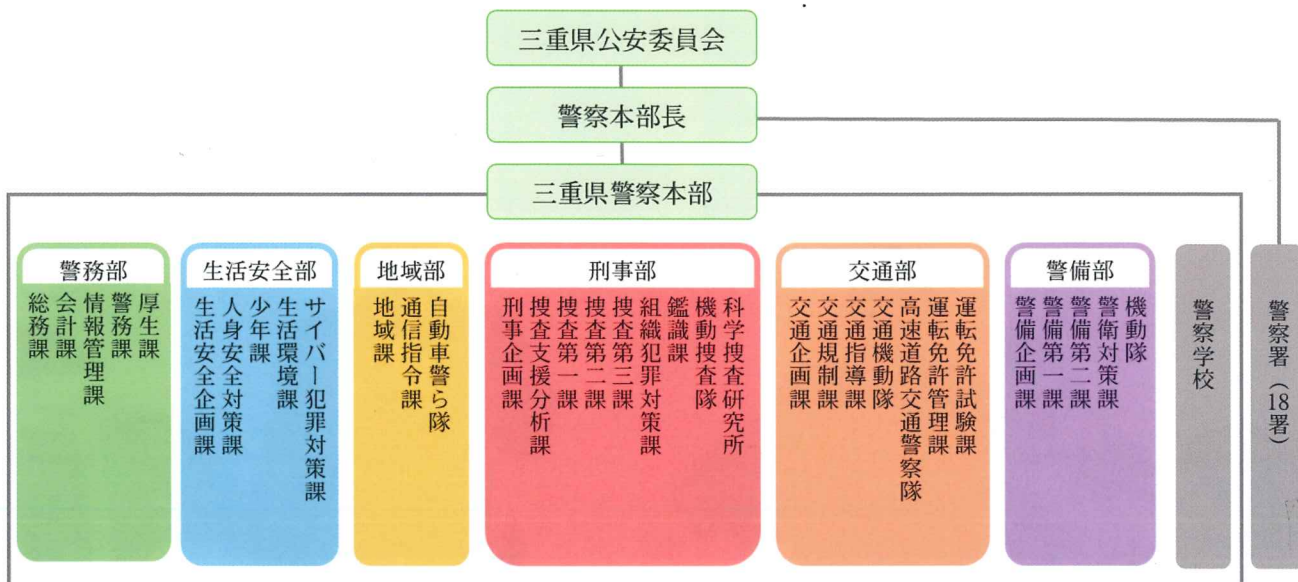 三重県公安委員会
警察本部長
三重県警察本部
警務部
総務課
会計課
情報管理課
警務課
厚生課
生活安全部
生活安全企画課
人身安全対策課
少年課
生活環境課
サイバー犯罪対策課
地域部
地域課
通信指令課
自動車警ら隊
刑事部
刑事企画課
捜査支援分析課
捜査第一課
捜査第二課
捜査第三課
組織犯罪対策課
鑑識課
機動捜査隊
科学捜査研究所
交通部
交通企画課
交通規制課
交通指導課
交通機動隊
高速道路交通警察隊
運転免許管理課
運転免許試験課
警備部
警備企画課
警備第一課
警備第二課
警衛対策課
機動隊
警察学校
警察署（18署）